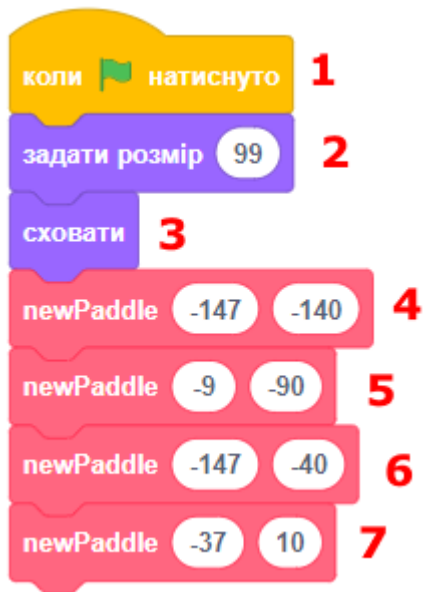 коли натиснуто 1
задати розмір 99 2
сховати 3
newPaddle -147 -140 4
newPaddle -9 -90 5
newPaddle -147 -40 6
newPaddle -37 10 7